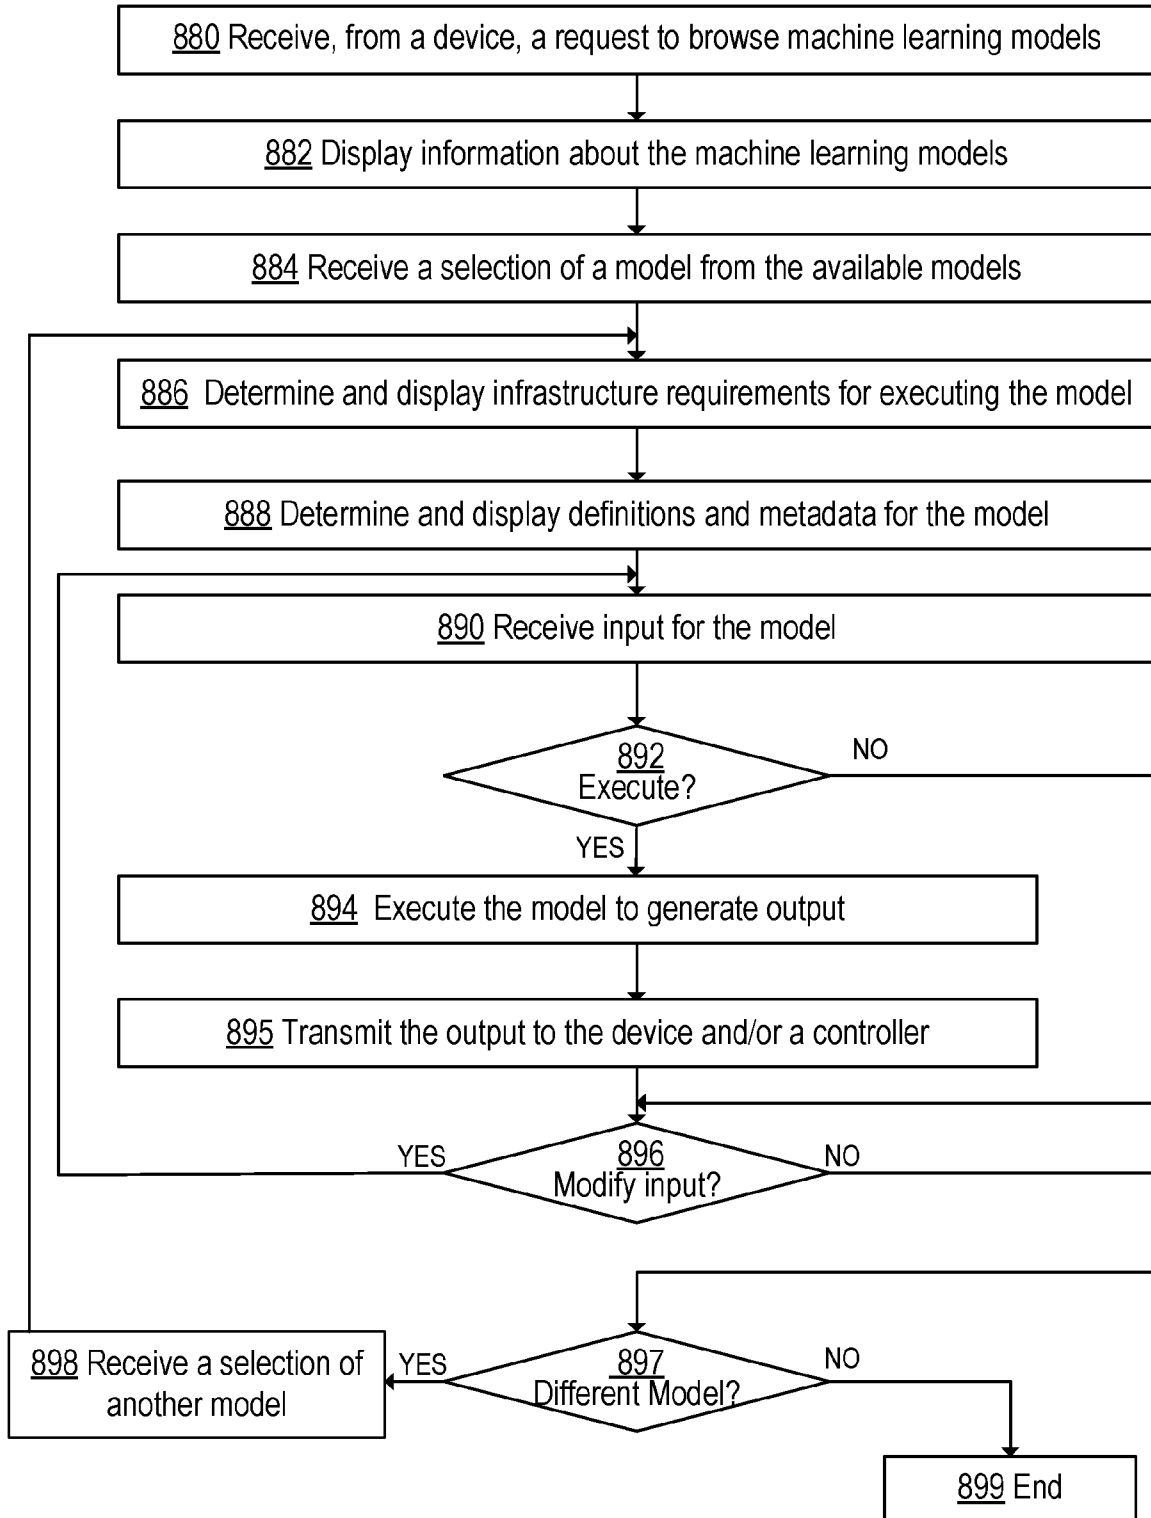 880 Receive, from a device, a request to browse machine learning models
882 Display information about the machine learning models
884 Receive a selection of a model from the available models
886 Determine and display infrastructure requirements for executing the model
888 Determine and display definitions and metadata for the model
890 Receive input for the model
892
Execute?
NO
YES
894 Execute the model to generate output
895 Transmit the output to the device and/or a controller
YES
896
Modify input?
NO
898 Receive a selection of
another model
YES
897
Different Model?
NO
899 End